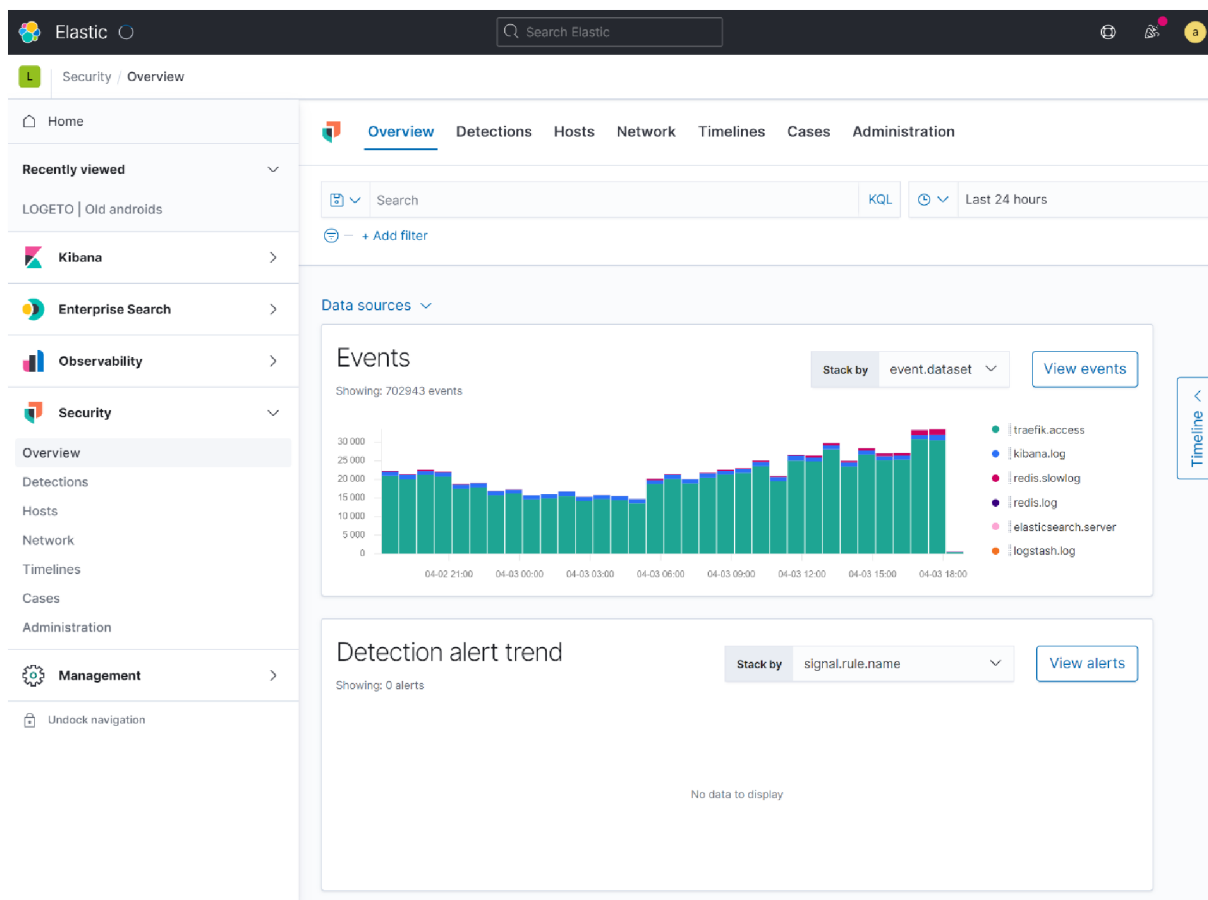 Elastic
Search Elastic
a
L
Security / Overview
Home
Recently viewed
LOGETO | Old androids
Kibana
Enterprise Search
Observability
Security
Overview
Detections
Hosts
Network
Timelines
Cases
Administration
Management
Undock navigation
Overview Detections Hosts Network Timelines Cases Administration
Search KQL Last 24 hours
+ Add filter
Data sources
Events
Showing: 702943 events
Stack by event.dataset View events
30 000
25 000
20 000
15 000
10 000
5 000
0
04-02 21:00 04-03 00:00 04-03 03:00 04-03 06:00 04-03 09:00 04-03 12:00 04-03 15:00 04-03 18:00
traefik.access
kibana.log
redis.slowlog
redis.log
elasticsearch.server
logstash.log
Timeline
Detection alert trend
Showing: 0 alerts
Stack by signal.rule.name View alerts
No data to display